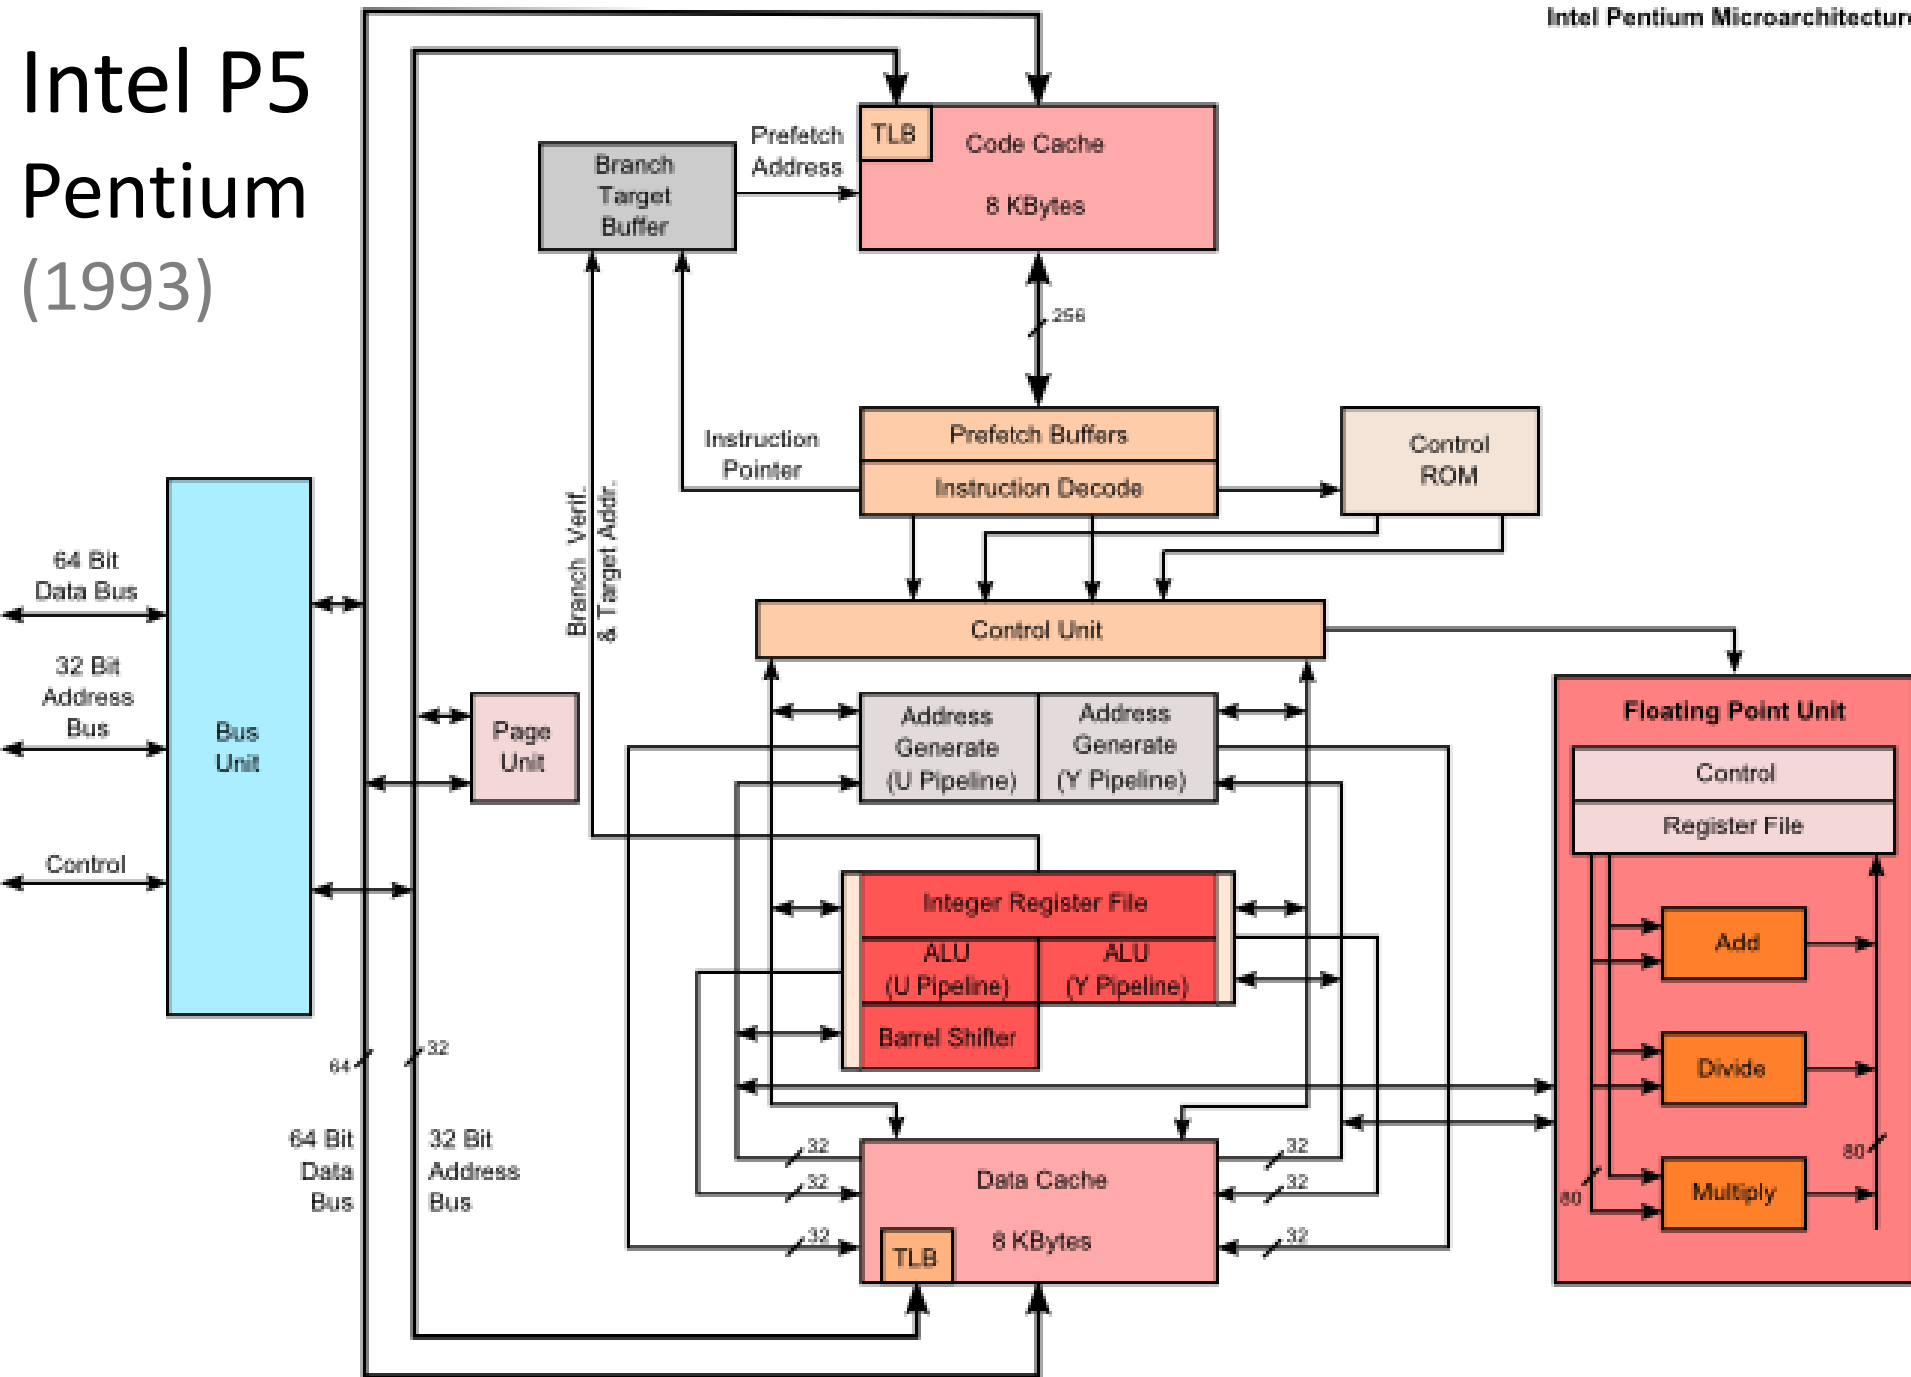 Intel Pentium Microarchitecture
Intel P5
Pentium
(1993)
TLB
Code Cache
8 KBytes
Prefetch
Address
Branch
Target
Buffer
256
Instruction
Pointer
Prefetch Buffers
Instruction Decode
Control
ROM
Branch Verif.
& Target Addr.
64 Bit
Data Bus
32 Bit
Address
Bus
Control
Bus
Unit
Page
Unit
Control Unit
Address
Generate
(U Pipeline)
Address
Generate
(Y Pipeline)
Integer Register File
ALU
(U Pipeline)
ALU
(Y Pipeline)
Barrel Shifter
Floating Point Unit
Control
Register File
Add
Divide
Multiply
80
80
64
32
64 Bit
Data
Bus
32 Bit
Address
Bus
32
32
32
32
32
32
Data Cache
8 KBytes
TLB